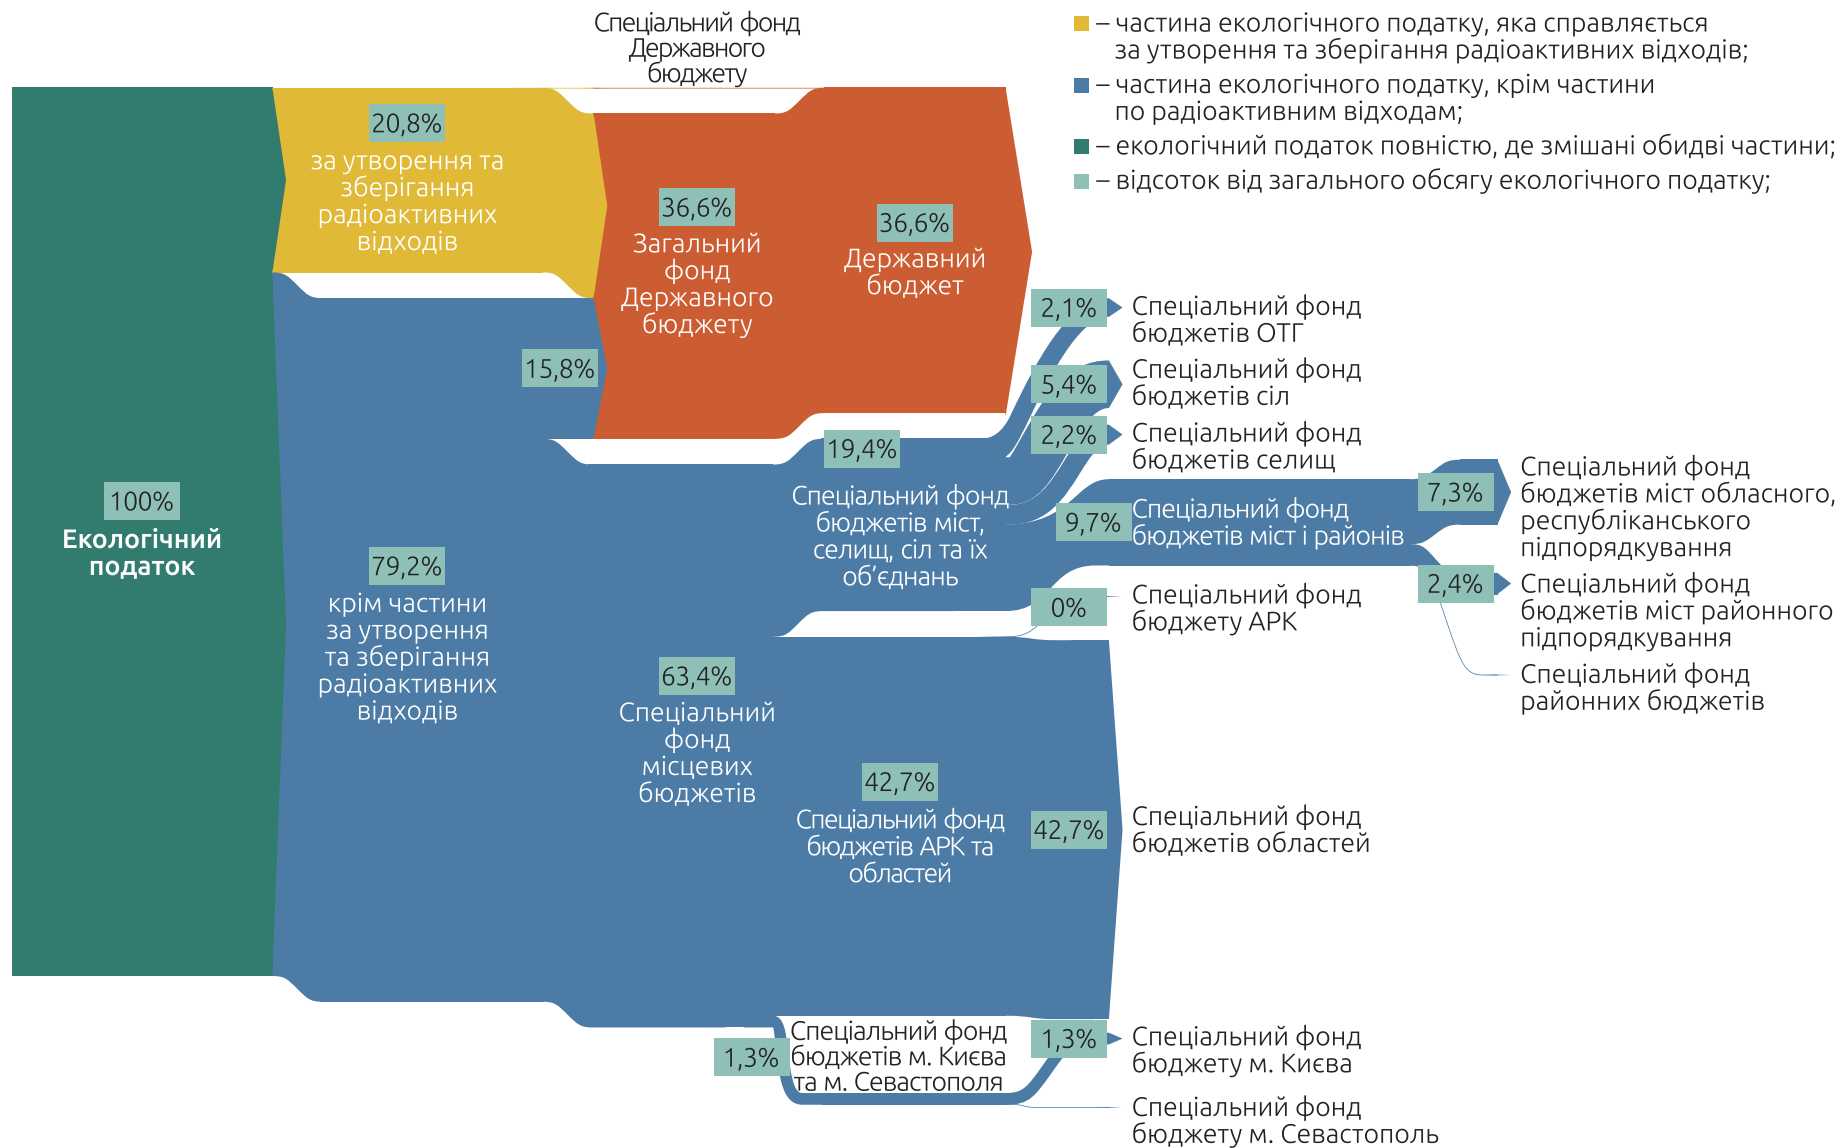 Спеціальний фонд
Державного
бюджету
– частина екологічного податку, яка справляється
за утворення та зберігання радіоактивних відходів;
– частина екологічного податку, крім частини
по радіоактивним відходам;
– екологічний податок повністю, де змішані обидві частини;
– відсоток від загального обсягу екологічного податку;
100%
Екологічний
податок
20,8%
за утворення та
зберігання
радіоактивних
відходів
79,2%
крім частини
за утворення
та зберігання
радіоактивних
відходів
15,8%
36,6%
Загальний
фонд
Державного
бюджету
36,6%
Державний
бюджет
63,4%
Спеціальний
фонд
місцевих
бюджетів
19,4%
Спеціальний фонд
бюджетів міст,
селищ, сіл та їх
об’єднань
42,7%
Спеціальний фонд
бюджетів АРК та
областей
1,3%
Спеціальний фонд
бюджетів м. Києва
та м. Севастополя
2,1%
Спеціальний фонд
бюджетів ОТГ
5,4%
Спеціальний фонд
бюджетів сіл
2,2%
Спеціальний фонд
бюджетів селищ
9,7%
Спеціальний фонд
бюджетів міст і районів
0%
Спеціальний фонд
бюджету АРК
42,7%
Спеціальний фонд
бюджетів областей
1,3%
Спеціальний фонд
бюджету м. Києва
Спеціальний фонд
бюджету м. Севастополь
7,3%
Спеціальний фонд
бюджетів міст обласного,
республіканського
підпорядкування
2,4%
Спеціальний фонд
бюджетів міст районного
підпорядкування
Спеціальний фонд
районних бюджетів